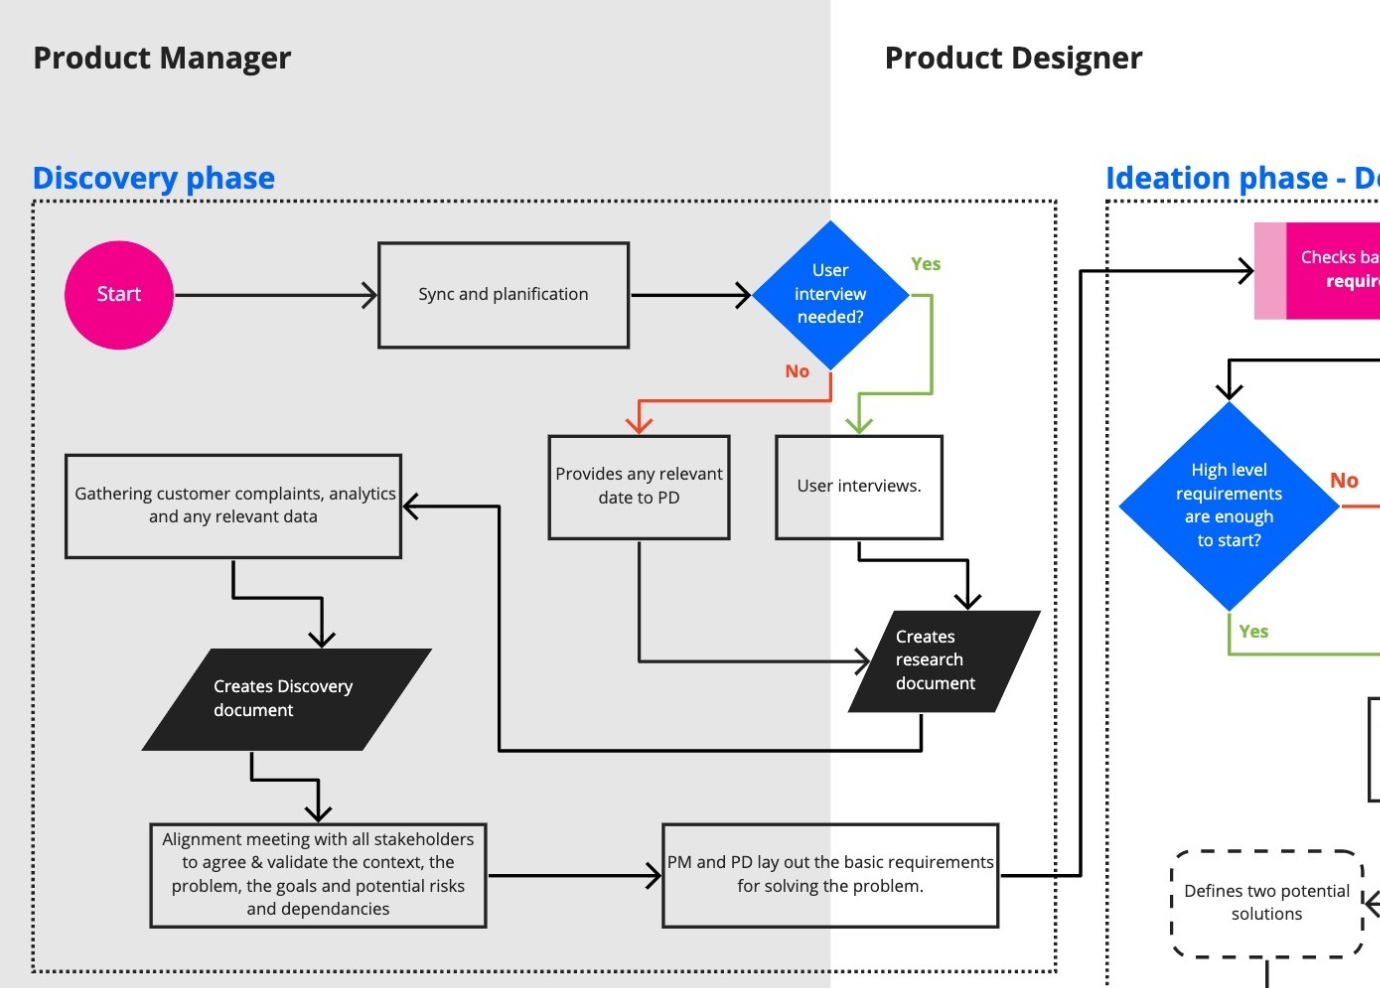 Product Manager
Product Designer
Discovery phase
Ideation phase -
Start
Sync and planification
User
interview
needed?
Yes
No
Checks
High level
requirements
are enough
to start?
No
Yes
Provides any relevant
date to PD
User interviews.
Gathering customer complaints, analytics
and any relevant data
Creates
research
document
Creates Discovery
document
Alignment meeting with all stakeholders
to agree & validate the context, the
problem, the goals and potential risks
and dependancies
PM and PD lay out the basic requirements
for solving the problem.
Defines two potential
solutions